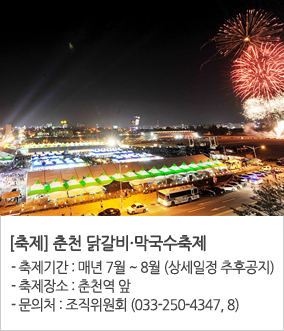 [축제] 춘천 닭갈비·막국수축제
- 축제기간 : 매년 7월 ~ 8월 (상세일정 추후공지)
- 축제장소 : 춘천역 앞
- 문의처 : 조직위원회 (033-250-4347, 8)